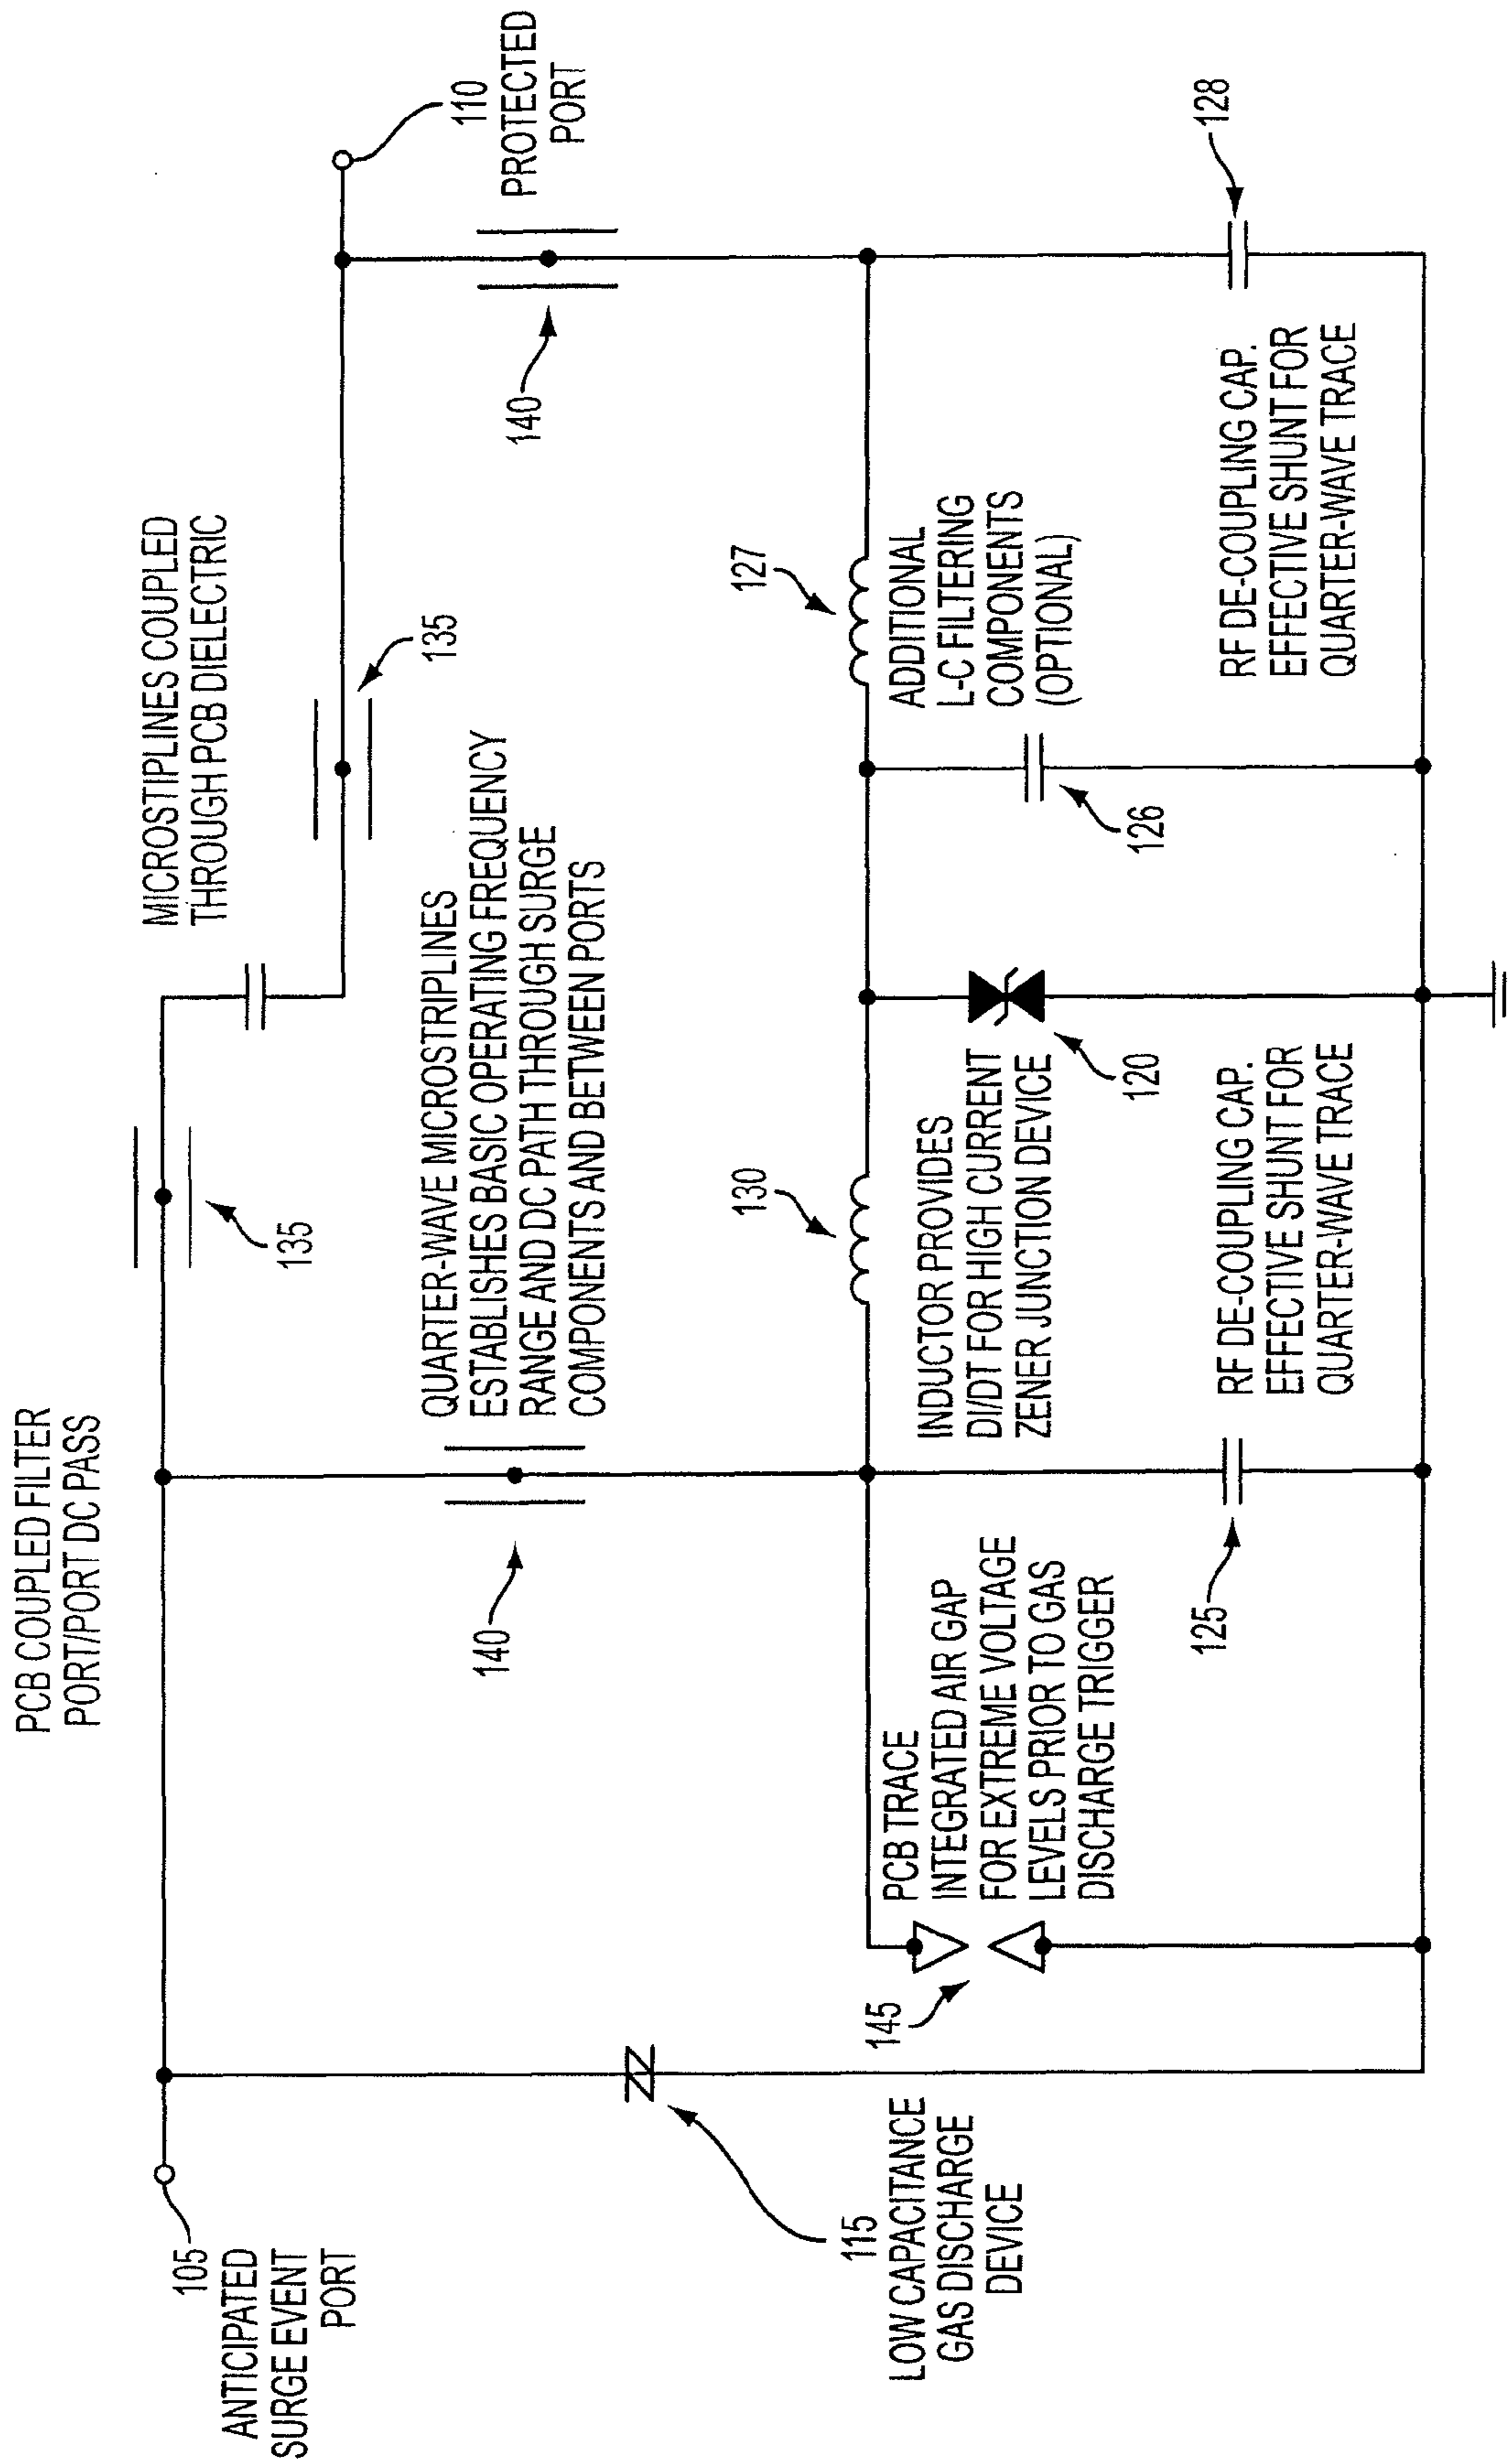 PCB COUPLED FILTER
PORT/PORT DC PASS
MICROSTIPLINES COUPLED
THROUGH PCB DIELECTRIC
105
ANTICIPATED
SURGE EVENT
PORT
135
135
110
PROTECTED
PORT
140
QUARTER-WAVE MICROSTRIPLINES
ESTABLISHES BASIC OPERATING FREQUENCY
RANGE AND DC PATH THROUGH SURGE
COMPONENTS AND BETWEEN PORTS
140
115
LOW CAPACITANCE
GAS DISCHARGE
DEVICE
145
PCB TRACE
INTEGRATED AIR GAP
FOR EXTREME VOLTAGE
LEVELS PRIOR TO GAS
DISCHARGE TRIGGER
130
INDUCTOR PROVIDES
DI/DT FOR HIGH CURRENT
ZENER JUNCTION DEVICE
127
ADDITIONAL
L-C FILTERING
COMPONENTS
(OPTIONAL)
125
RF DE-COUPLING CAP.
EFFECTIVE SHUNT FOR
QUARTER-WAVE TRACE
120
126
RF DE-COUPLING CAP.
EFFECTIVE SHUNT FOR
QUARTER-WAVE TRACE
128